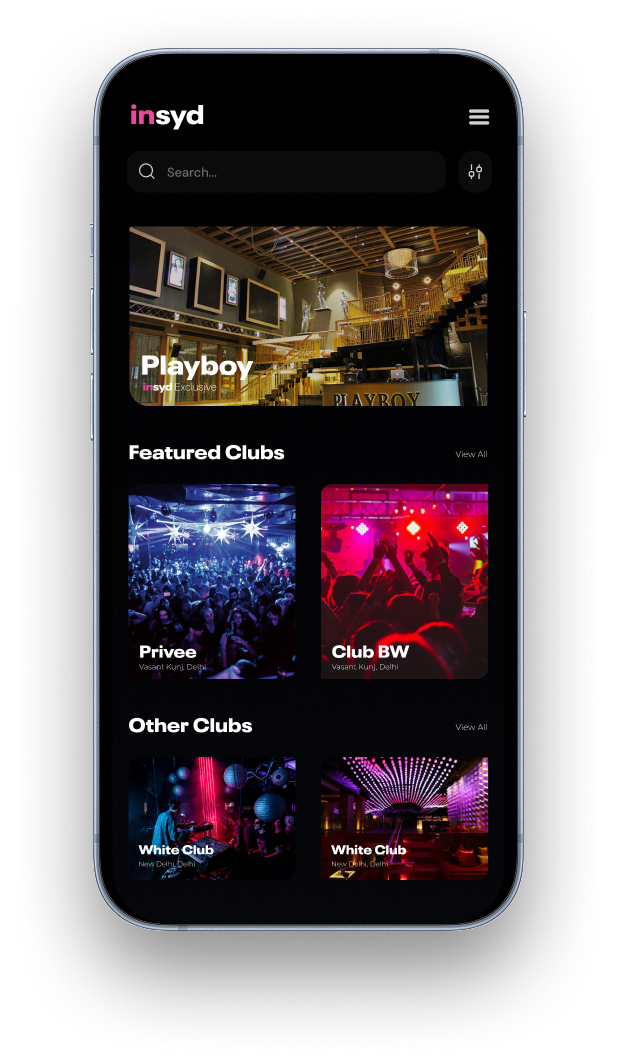 insyd
Search...
PLAYBOY
Playboy
insyd Exclusive
Featured Clubs
View All
Privee
Vasant Kunj, Delhi
Club BW
Vasant Kunj, Delhi
Other Clubs
View All
White Club
New Delhi, Delhi
White Club
New Delhi, Delhi